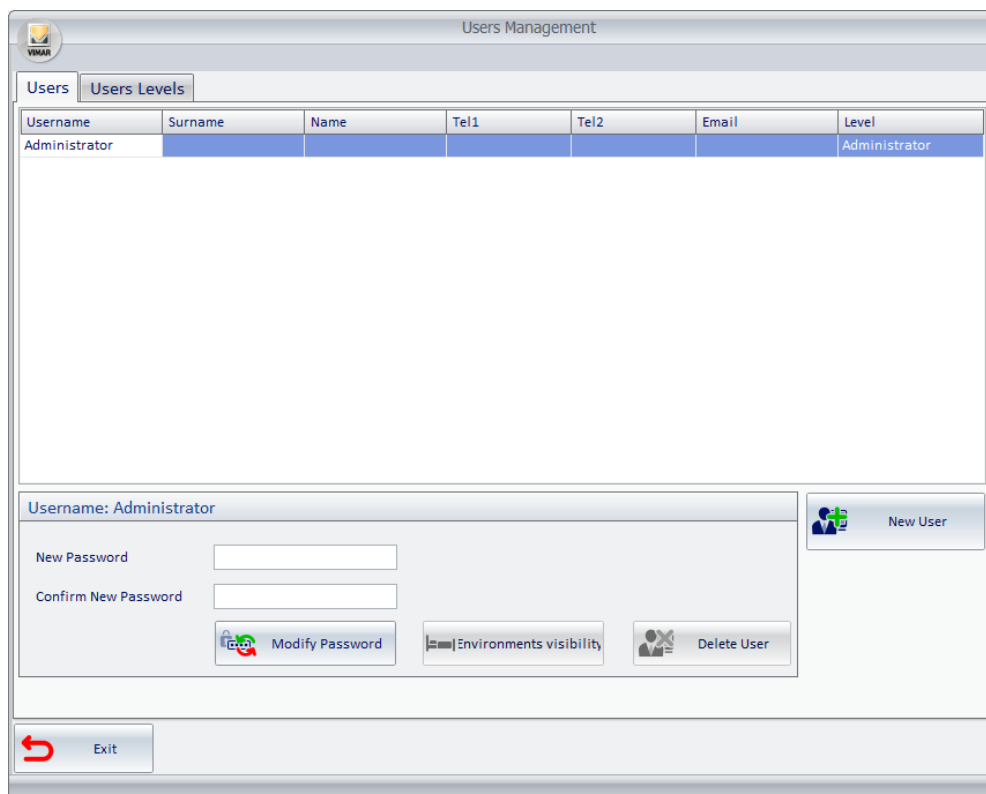 Users Management
VIMAR
Users Users Levels
Username Surname Name Tel1 Tel2 Email Level
Administrator Administrator
Username: Administrator
New User
New Password
Confirm New Password
Modify Password Environments visibility Delete User
Exit